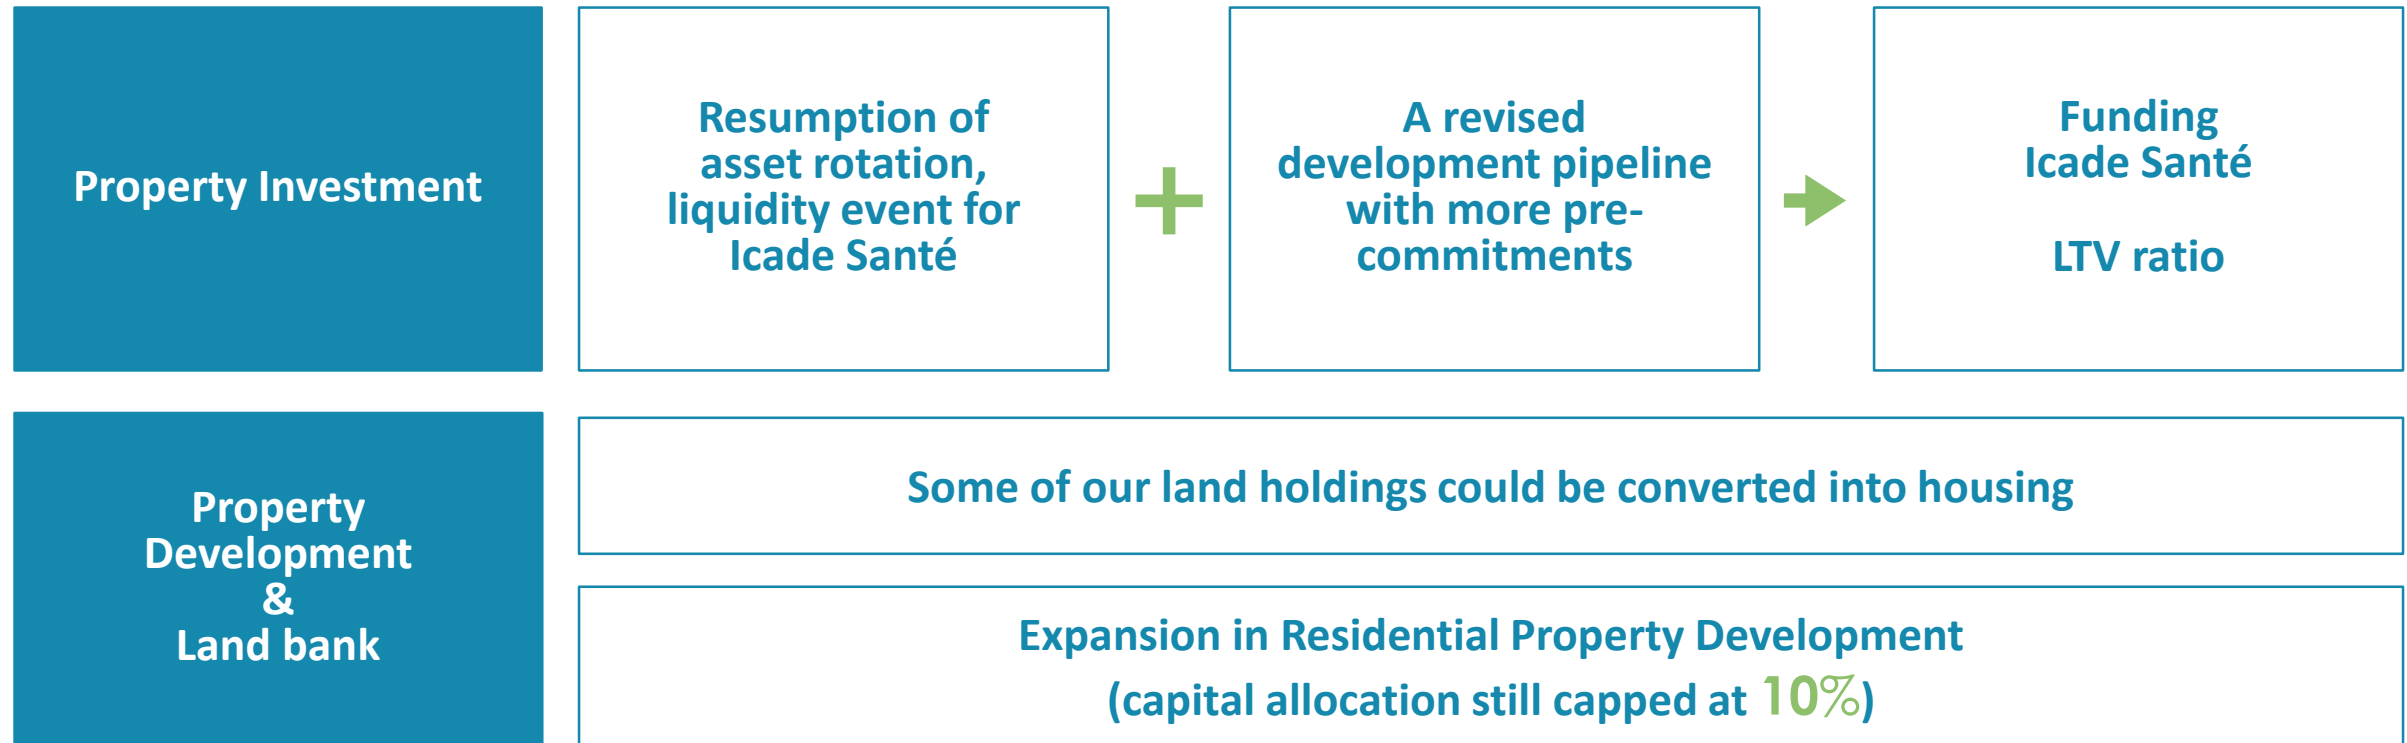 Property Investment
Resumption of
asset rotation,
liquidity event for
Icade Santé
A revised
development pipeline
with more pre-
commitments
Funding
Icade Santé
LTV ratio
Property
Development
&
Land bank
Some of our land holdings could be converted into housing
Expansion in Residential Property Development
(capital allocation still capped at 10%)